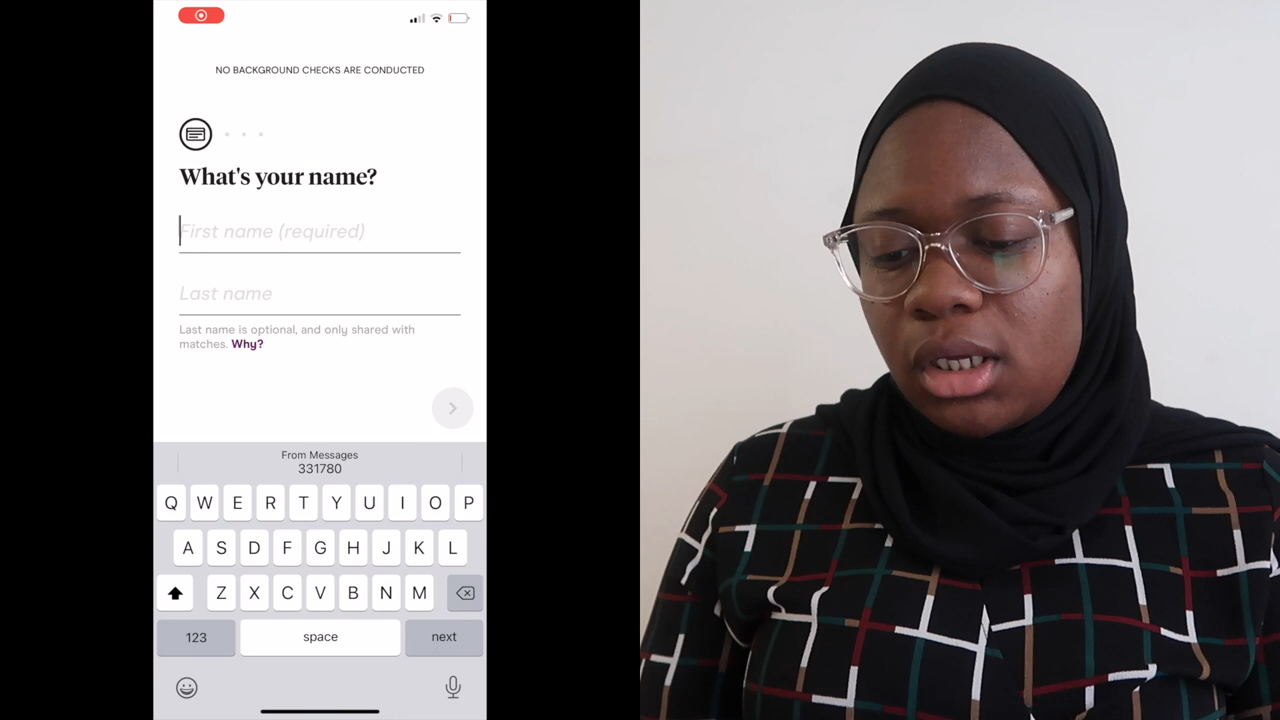 NO BACKGROUND CHECKS ARE CONDUCTED
What's your name?
First name (required)
Last name
Last name is optional, and only shared with
matches. Why?
From Messages
331780
Q W E R T Y U I O P
A S D F G H J K L
Z X C V B N M
123 space next